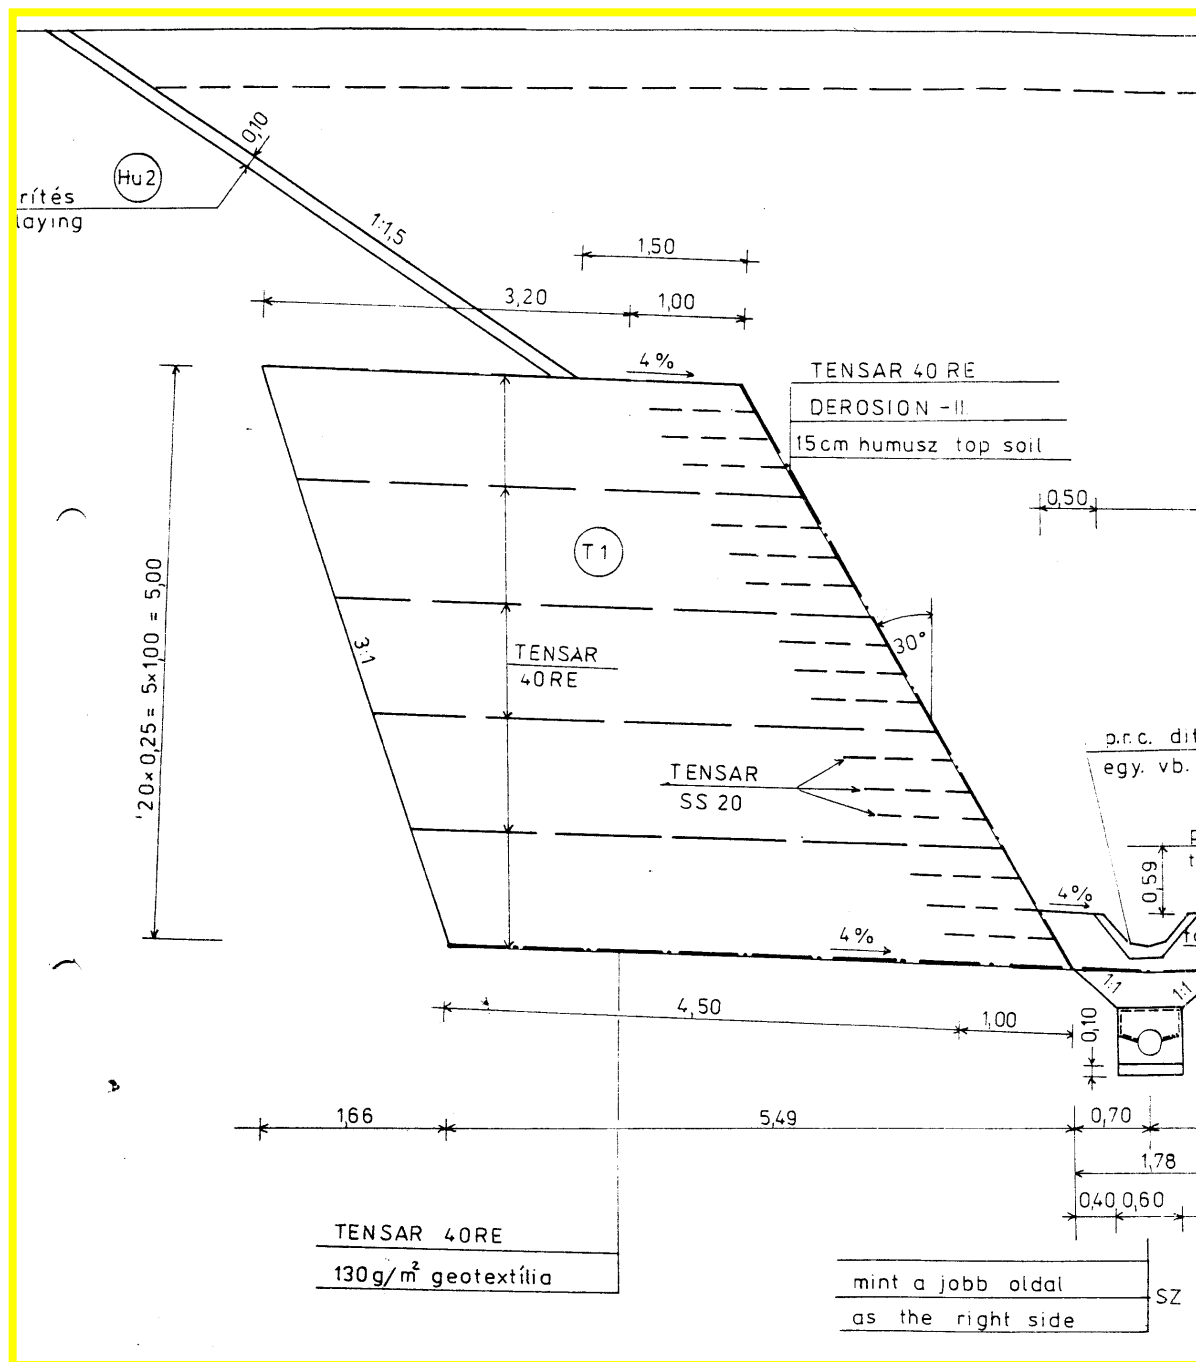 0,10
Hu2
rítés
laying
1:1,5
1,50
3,20
1,00
4%
TENSAR 40 RE
DEROSION -II.
15cm humusz top soil
0,50
T1
20x0,25 = 5x1,00 = 5,00
3:1
30°
TENSAR
40RE
TENSAR
SS 20
p.r.c. dit
egy. vb.
0,59
4%
4%
1:1
1:1
4,50
1,00
0,10
1,66
5,49
0,70
1,78
0,40
0,60
TENSAR 40RE
130g/m² geotextília
mint a jobb oldal
as the right side
SZ